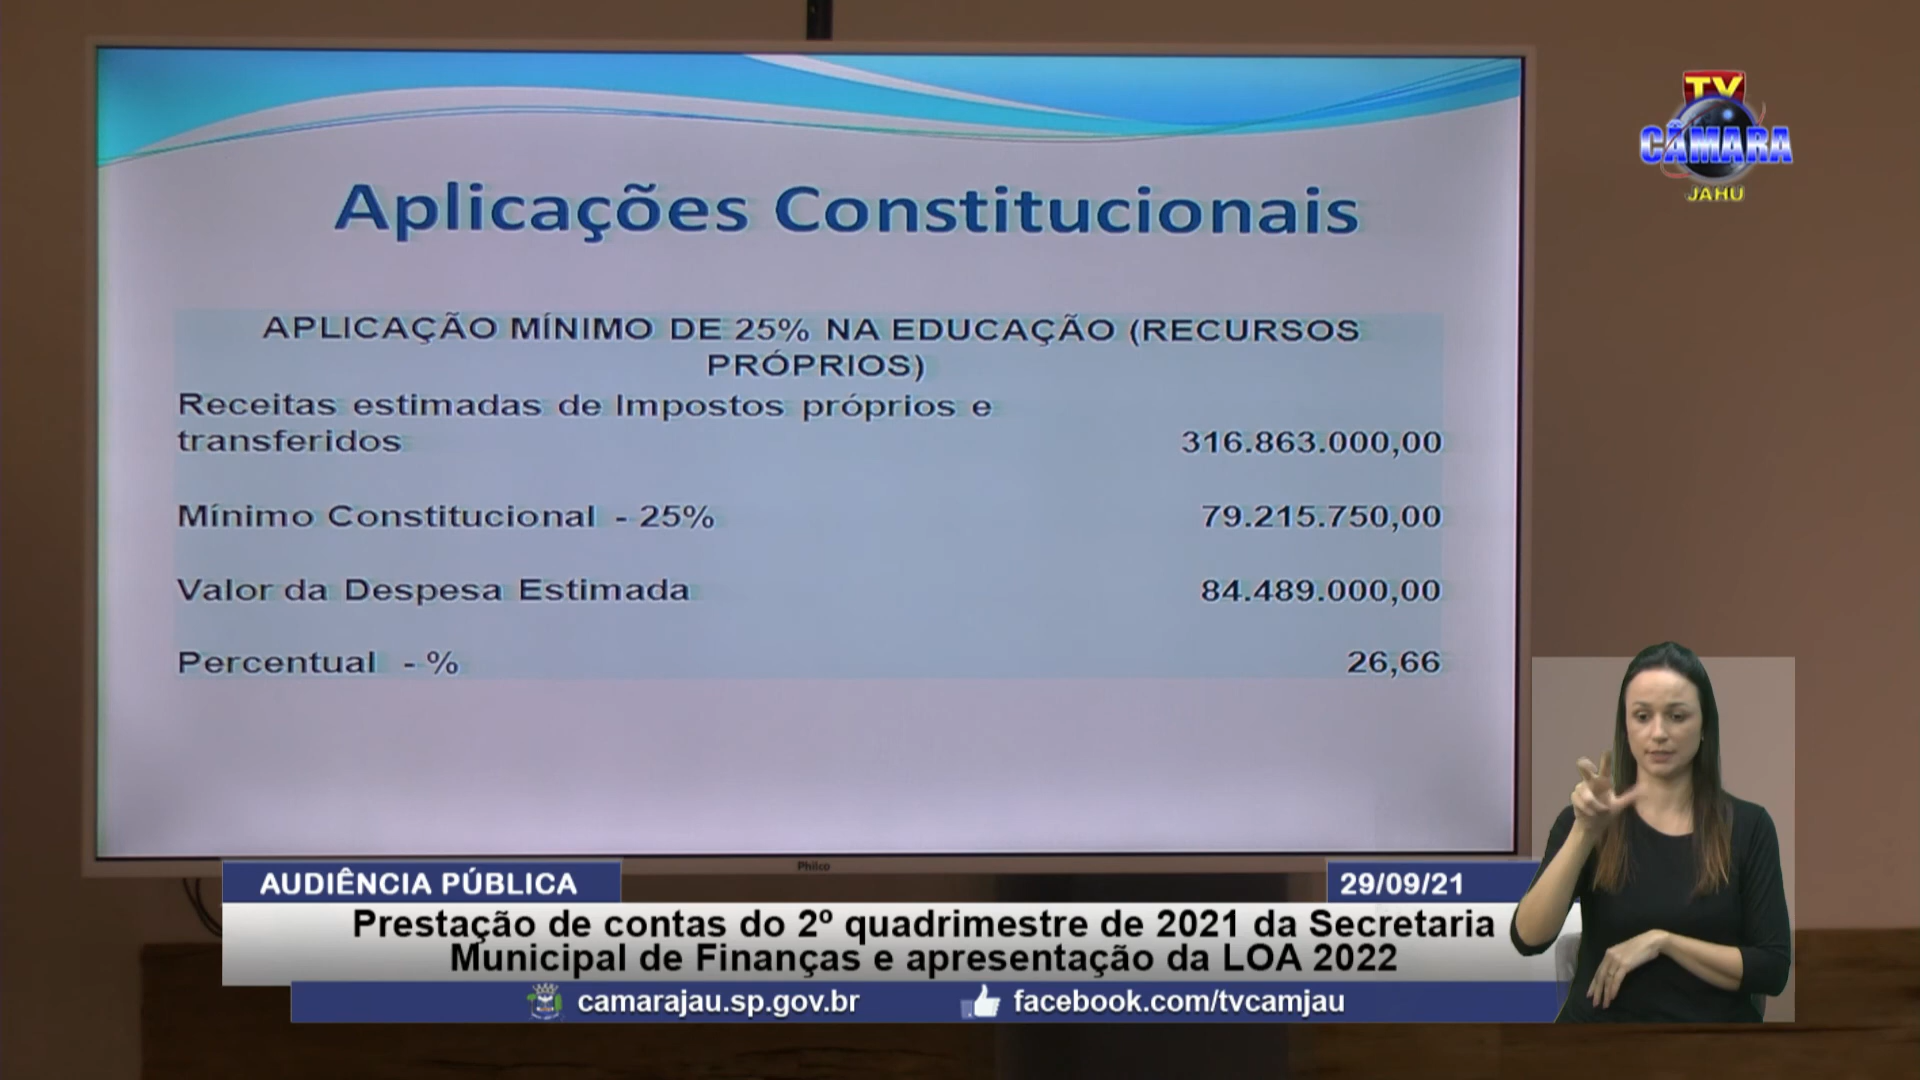 TV
CÂMARA
JAHU
Aplicações Constitucionais
APLICAÇÃO MÍNIMO DE 25% NA EDUCAÇÃO (RECURSOS
PRÓPRIOS)
Receitas estimadas de Impostos próprios e
transferidos 316.863.000,00
Mínimo Constitucional - 25% 79.215.750,00
Valor da Despesa Estimada 84.489.000,00
Percentual - % 26,66
Philco
AUDIÊNCIA PÚBLICA 29/09/21
Prestação de contas do 2º quadrimestre de 2021 da Secretaria
Municipal de Finanças e apresentação da LOA 2022
camarajau.sp.gov.br facebook.com/tvcamjau